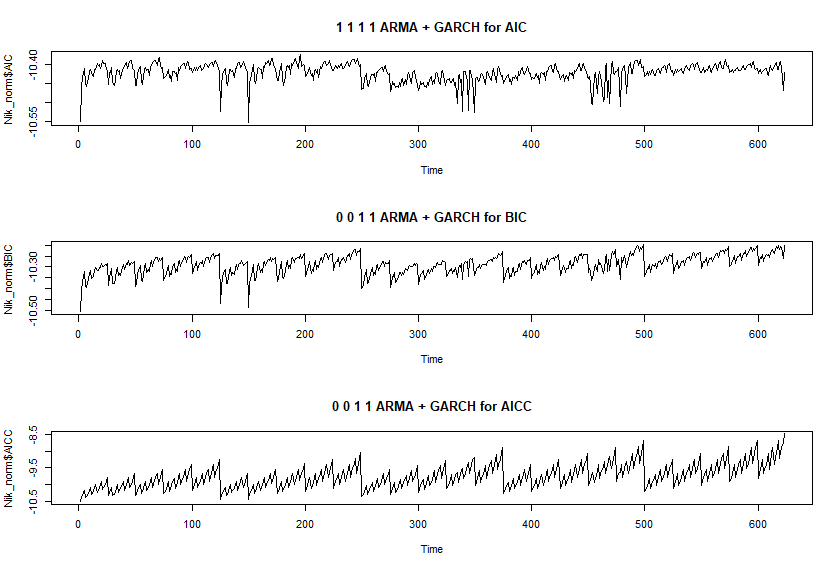 1 1 1 1 ARMA + GARCH for AIC
Nik_norm$AIC
-10.40
-10.55
0 100 200 300 400 500 600
Time
0 0 1 1 ARMA + GARCH for BIC
Nik_norm$BIC
-10.30
-10.50
0 100 200 300 400 500 600
Time
0 0 1 1 ARMA + GARCH for AICC
Nik_norm$AICC
-8.5
-9.5
-10.5
0 100 200 300 400 500 600
Time